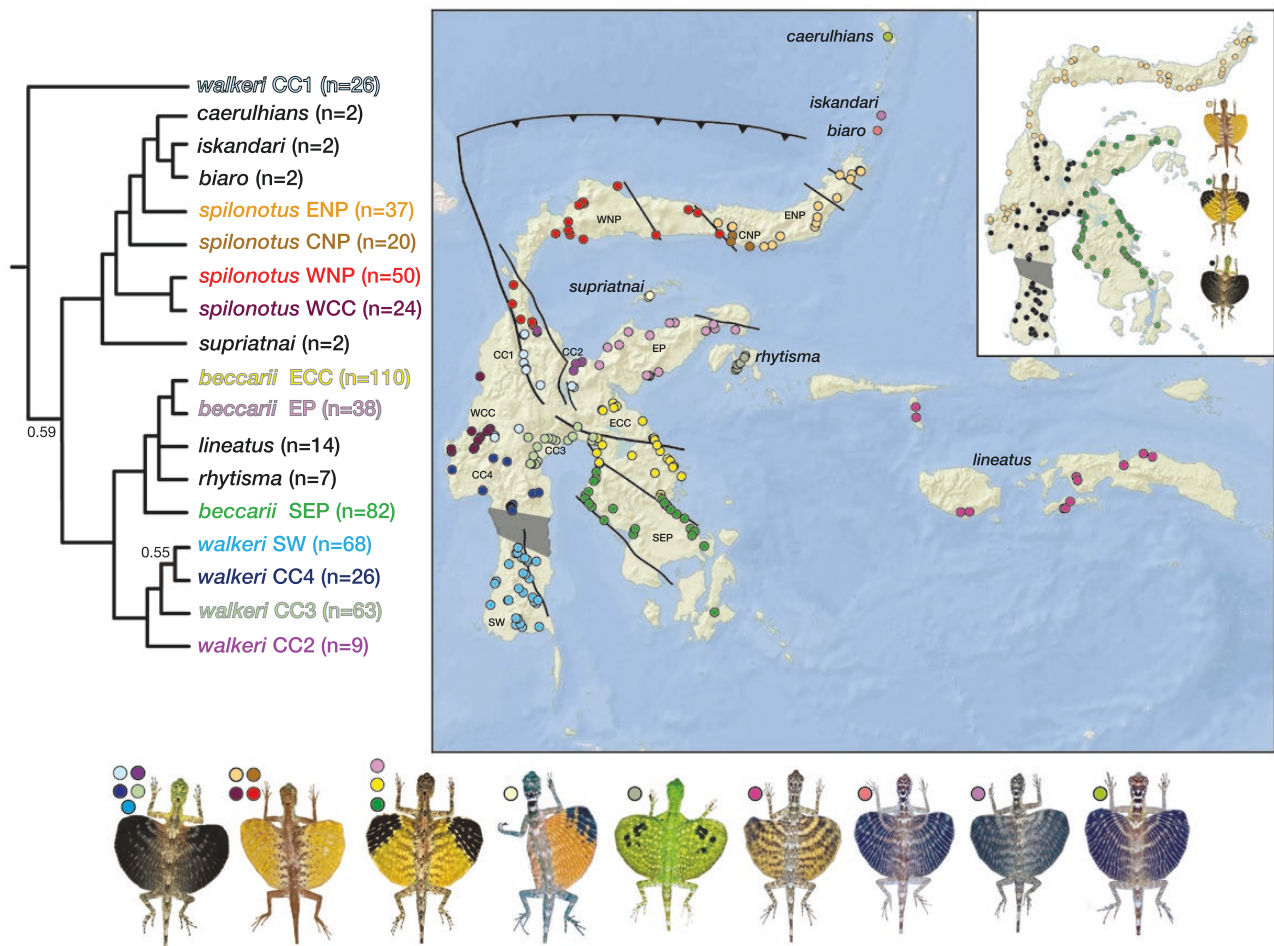 walkeri CC1 (n=26)
caerulhians (n=2)
iskandari (n=2)
biaro (n=2)
spilonotus ENP (n=37)
spilonotus CNP (n=20)
spilonotus WNP (n=50)
spilonotus WCC (n=24)
supriatnai (n=2)
beccarii ECC (n=110)
beccarii EP (n=38)
lineatus (n=14)
rhytisma (n=7)
beccarii SEP (n=82)
walkeri SW (n=68)
walkeri CC4 (n=26)
walkeri CC3 (n=63)
walkeri CC2 (n=9)
0.59
0.55
caerulhians
iskandari
biaro
WNP
CNP
ENP
supriatnai
CC1
CC2
EP
rhytisma
WCC
ECC
CC3
CC4
lineatus
SEP
SW